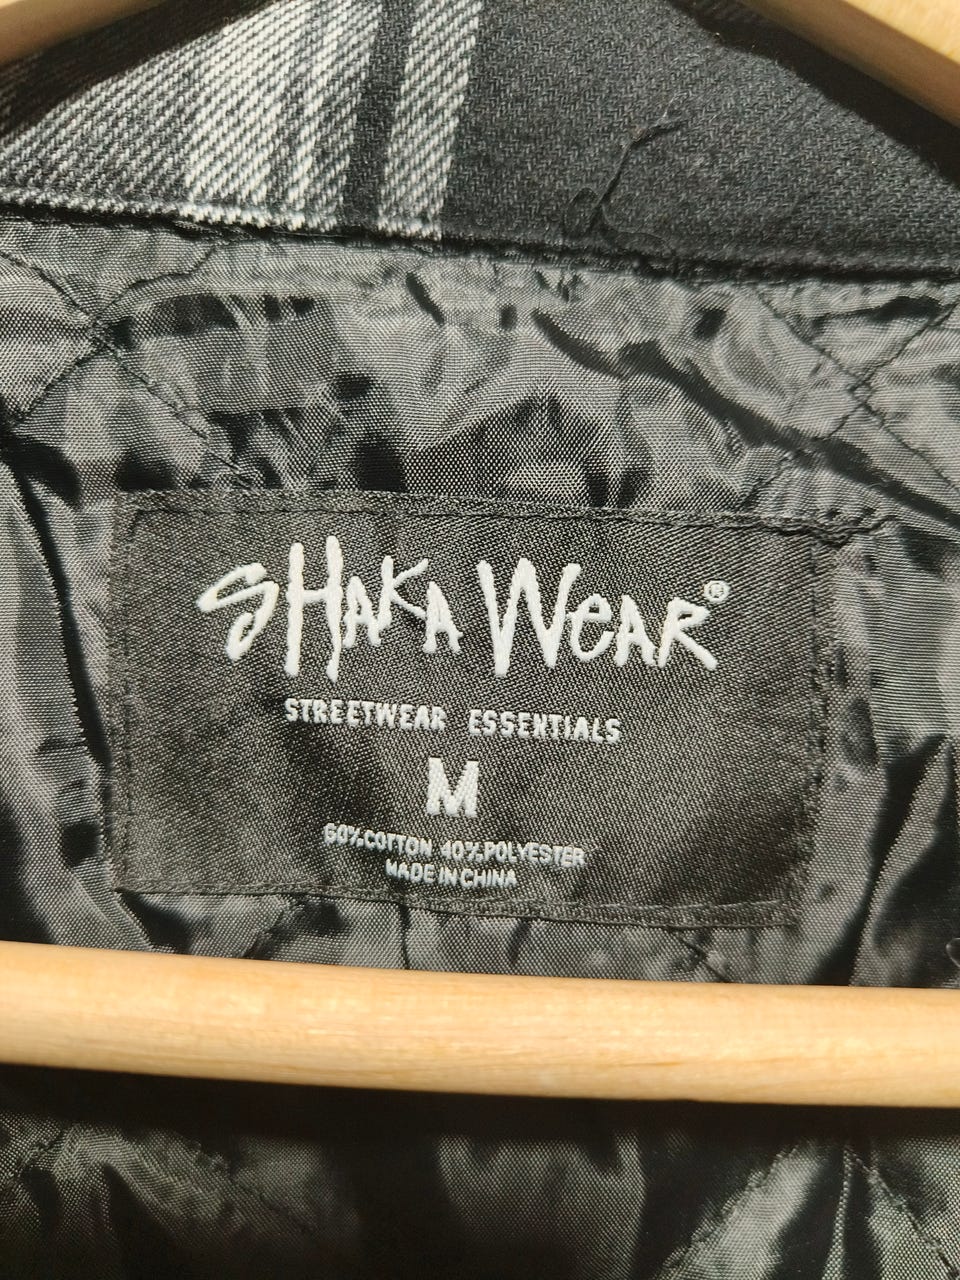 SHAKA WEAR®
STREETWEAR ESSENTIALS
M
60%COTTON 40%POLYESTER
MADE IN CHINA